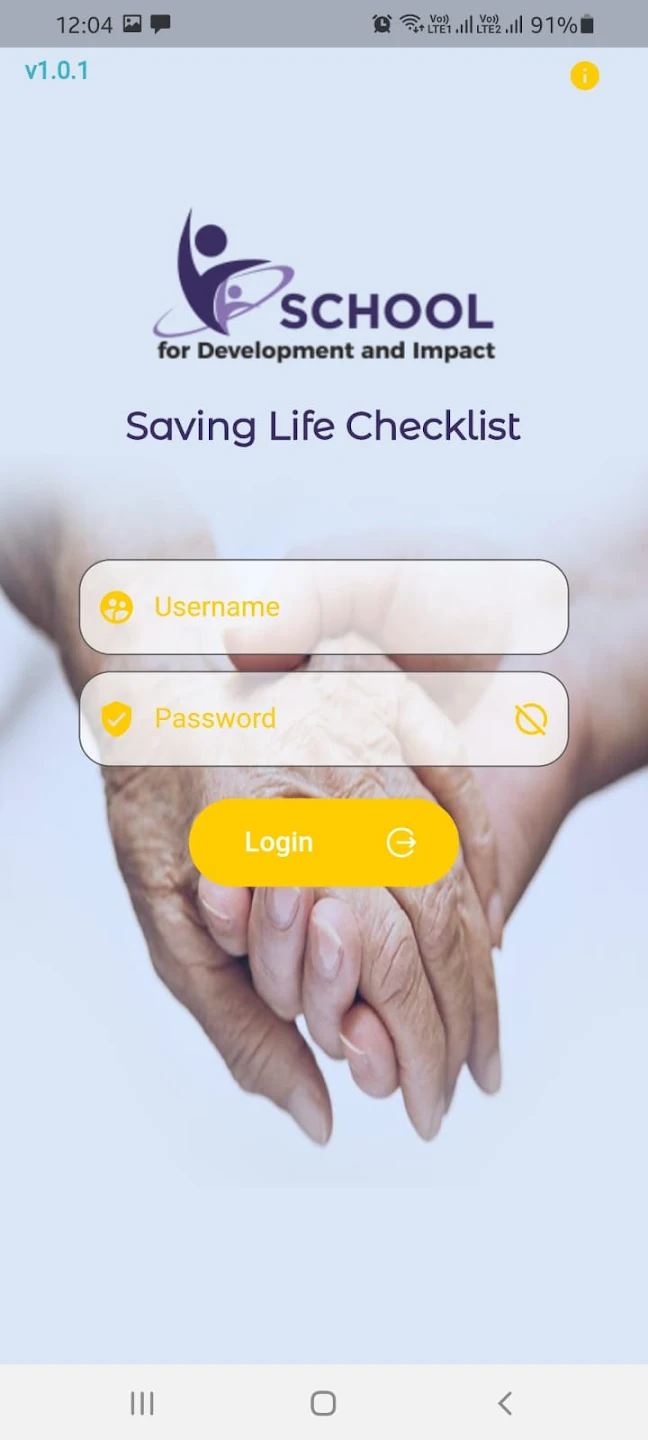 12:04 Vo)) LTE1 Vo)) LTE2 91%
v1.0.1
SCHOOL
for Development and Impact
Saving Life Checklist
Username
Password
Login